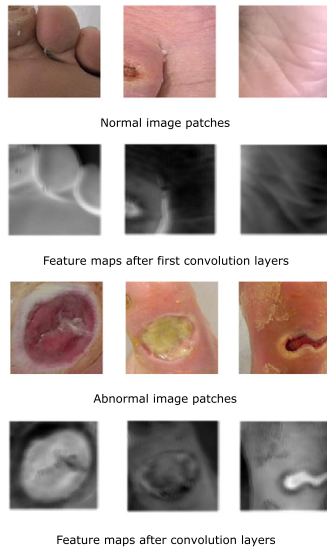 Normal image patches
Feature maps after first convolution layers
Abnormal image patches
Feature maps after convolution layers